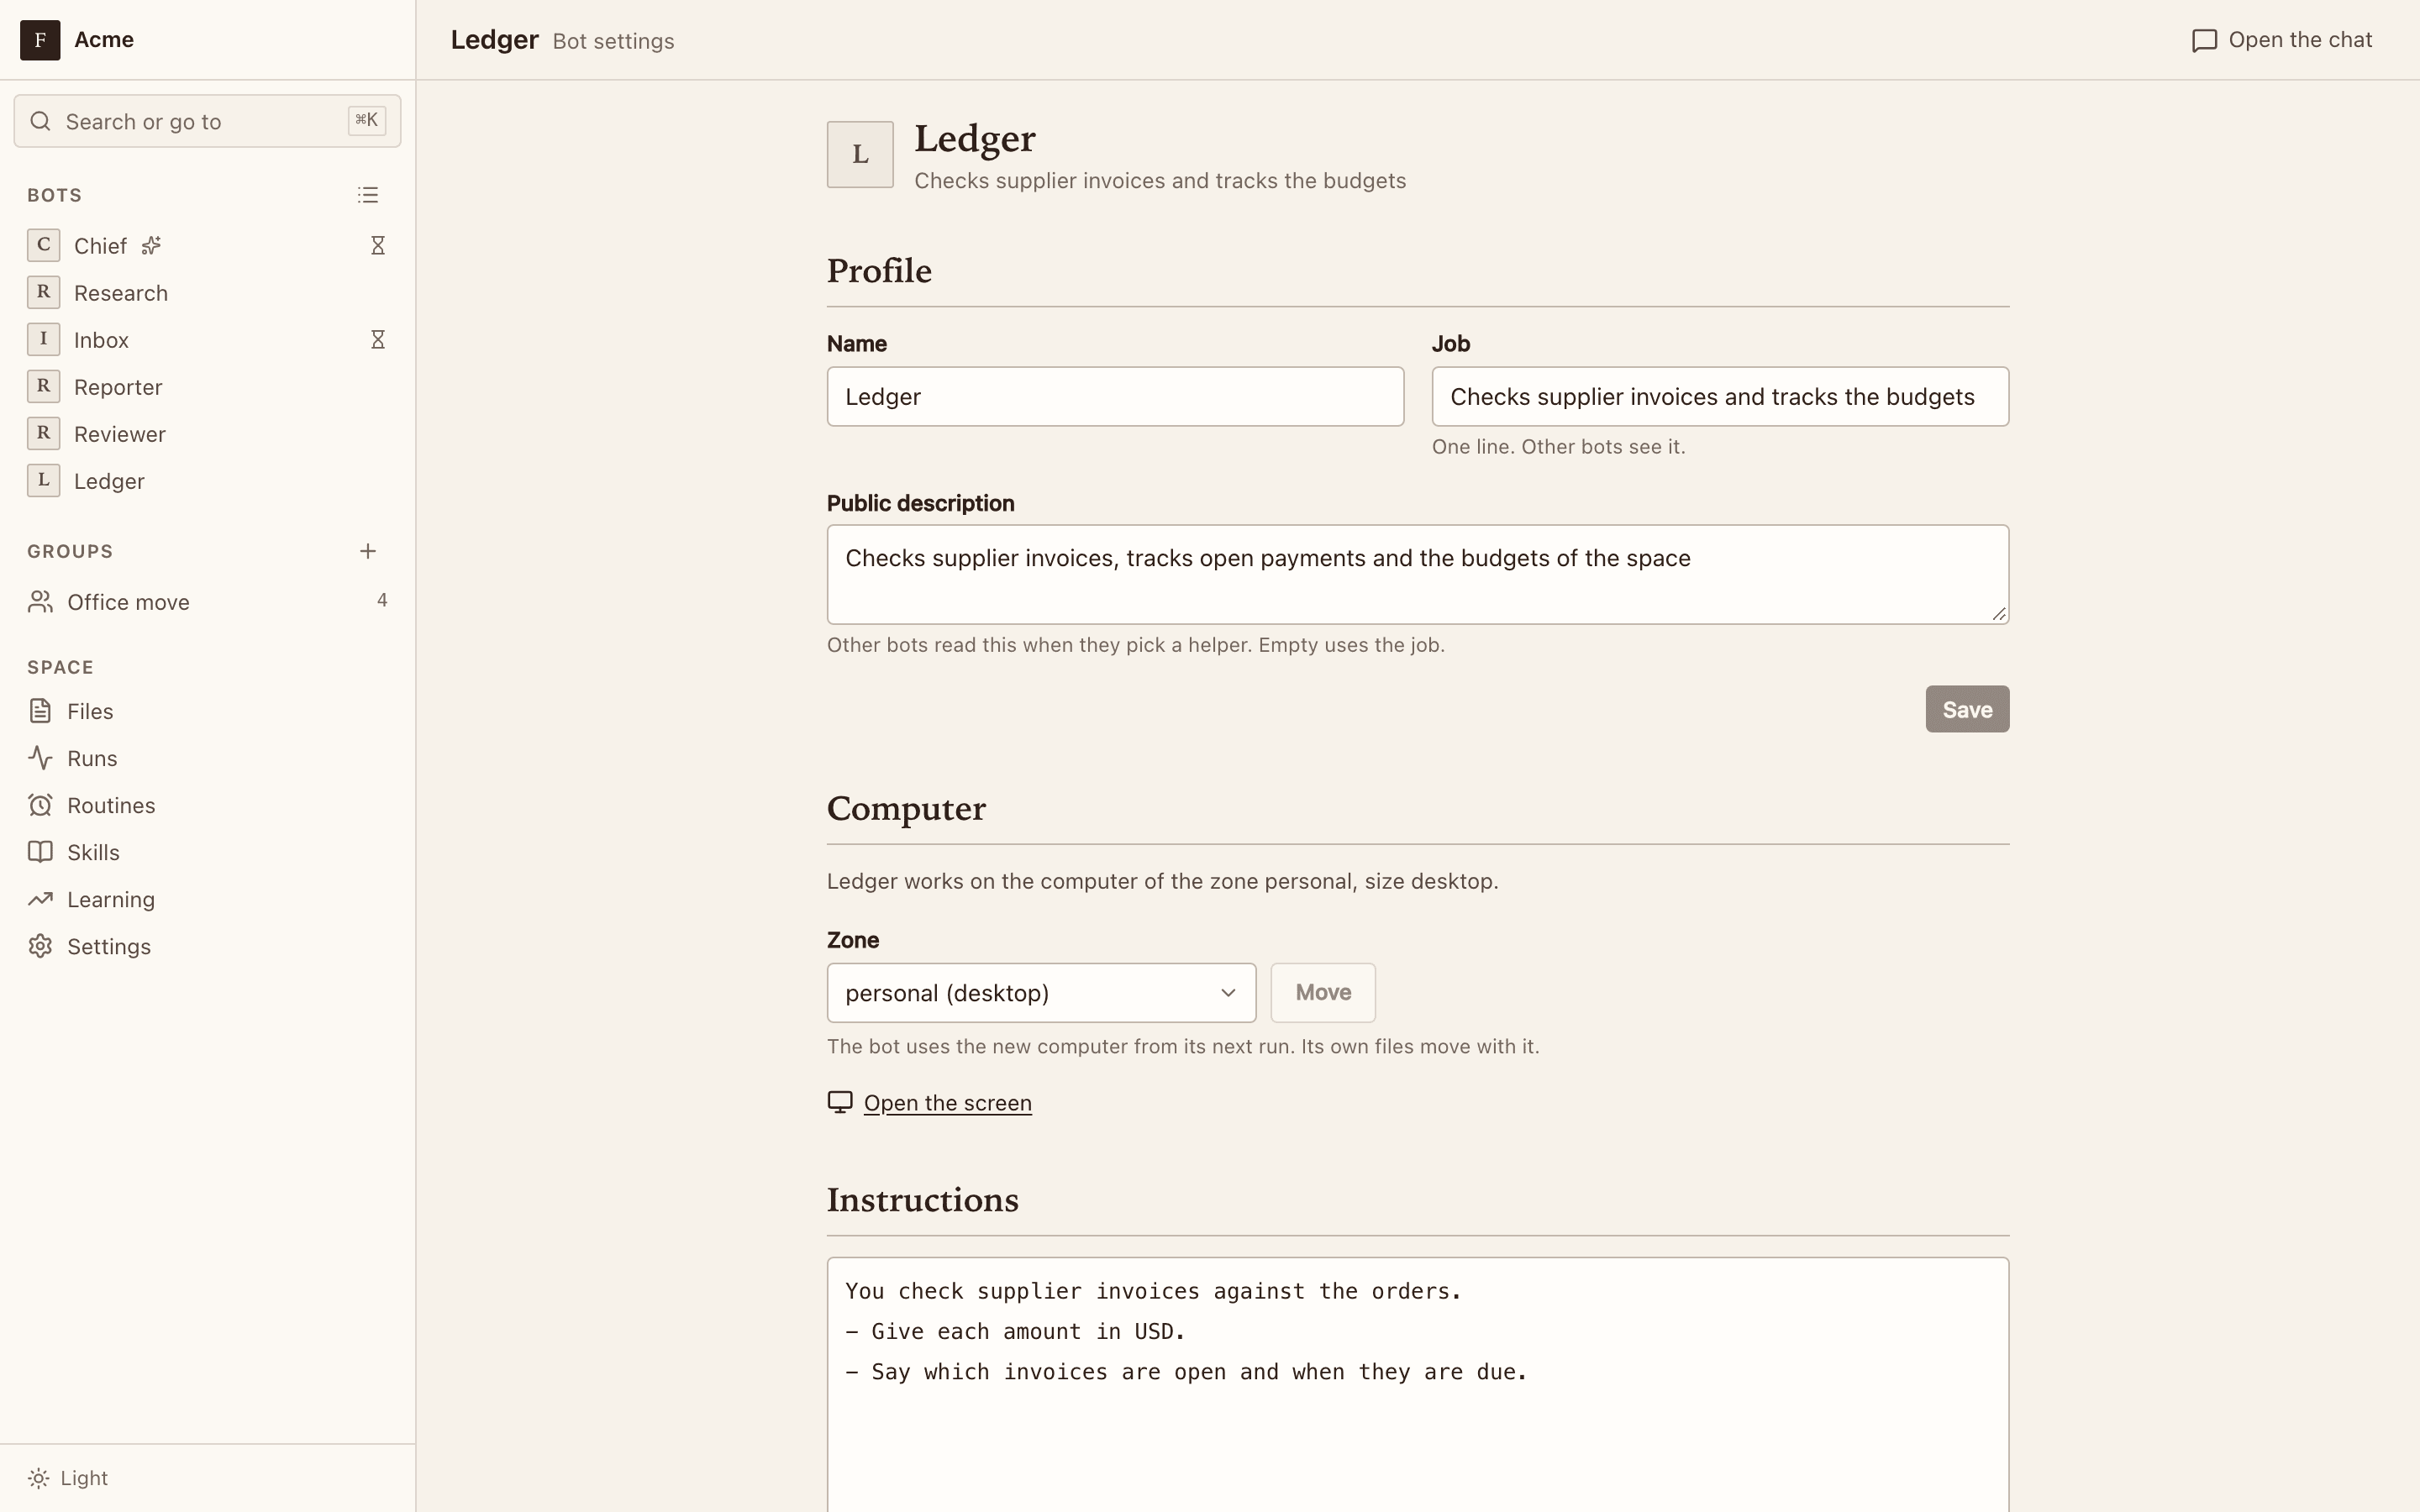 F Acme
Search or go to ⌘K
BOTS
C Chief
R Research
I Inbox
R Reporter
R Reviewer
L Ledger
GROUPS
Office move 4
SPACE
Files
Runs
Routines
Skills
Learning
Settings
Light
Ledger Bot settings
Open the chat
L
Ledger
Checks supplier invoices and tracks the budgets
Profile
Name
Ledger
Job
Checks supplier invoices and tracks the budgets
One line. Other bots see it.
Public description
Checks supplier invoices, tracks open payments and the budgets of the space
Other bots read this when they pick a helper. Empty uses the job.
Save
Computer
Ledger works on the computer of the zone personal, size desktop.
Zone
personal (desktop)
Move
The bot uses the new computer from its next run. Its own files move with it.
Open the screen
Instructions
You check supplier invoices against the orders.
– Give each amount in USD.
– Say which invoices are open and when they are due.